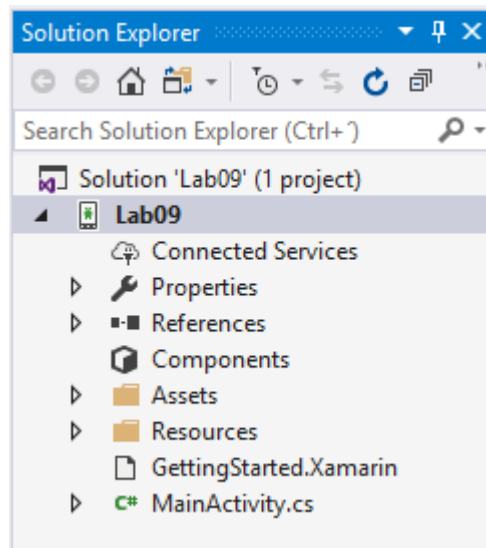 Solution Explorer
Search Solution Explorer (Ctrl+´)
Solution 'Lab09' (1 project)
Lab09
Connected Services
Properties
References
Components
Assets
Resources
GettingStarted.Xamarin
C# MainActivity.cs